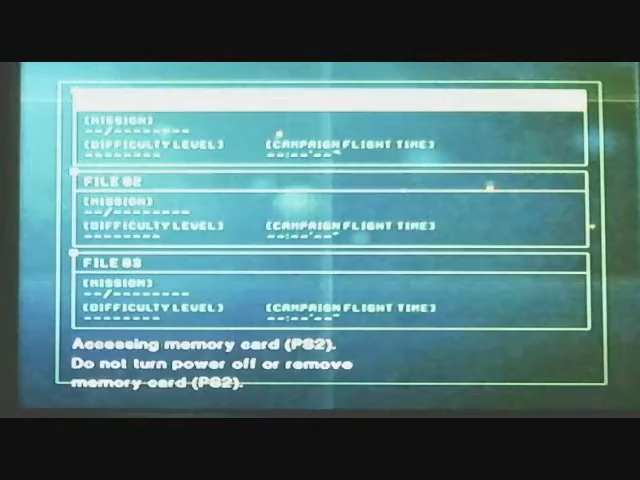 [MISSION]
--/--------
[DIFFICULTY LEVEL] [CAMPAIGN FLIGHT TIME]
-------- --:--'--"
FILE 02
[MISSION]
--/--------
[DIFFICULTY LEVEL] [CAMPAIGN FLIGHT TIME]
-------- --:--'--"
FILE 03
[MISSION]
--/--------
[DIFFICULTY LEVEL] [CAMPAIGN FLIGHT TIME]
-------- --:--'--"
Accessing memory card (PS2).
Do not turn power off or remove
memory card (PS2).